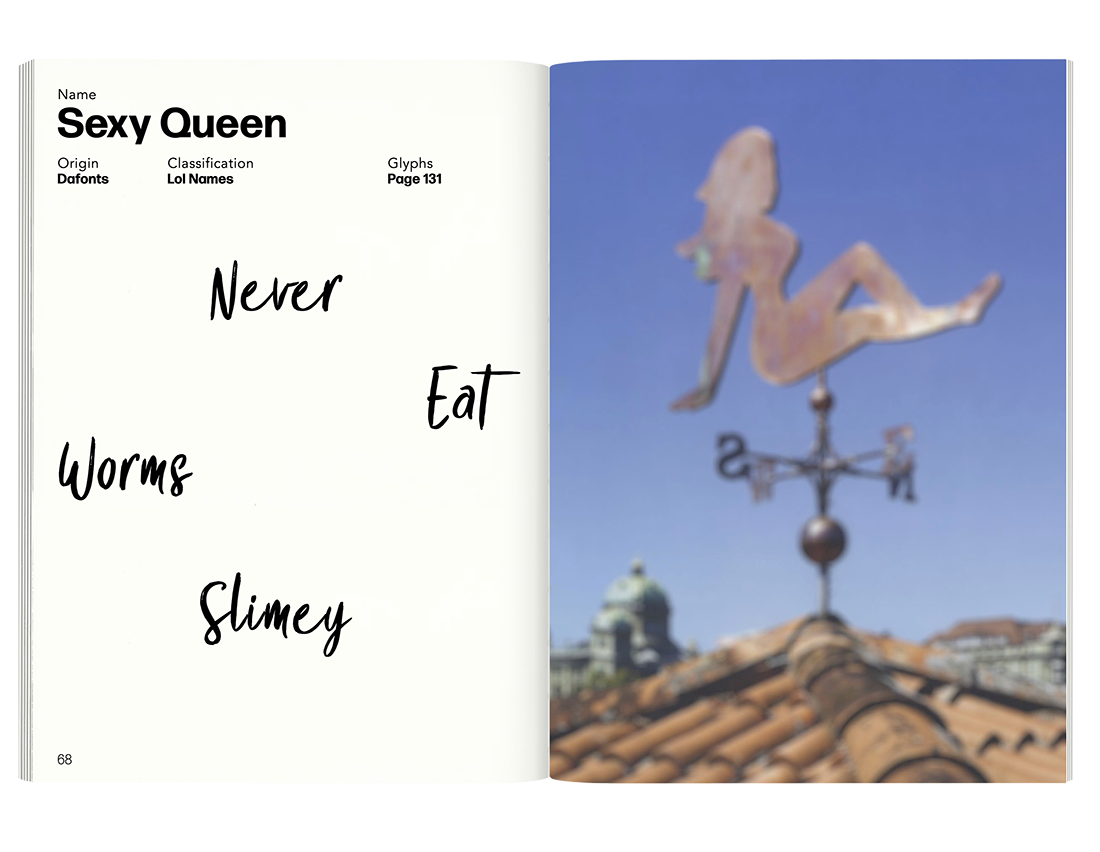 Name
Sexy Queen
Origin Classification Glyphs
Dafonts Lol Names Page 131
Never
Eat
Worms
Slimey
68
S